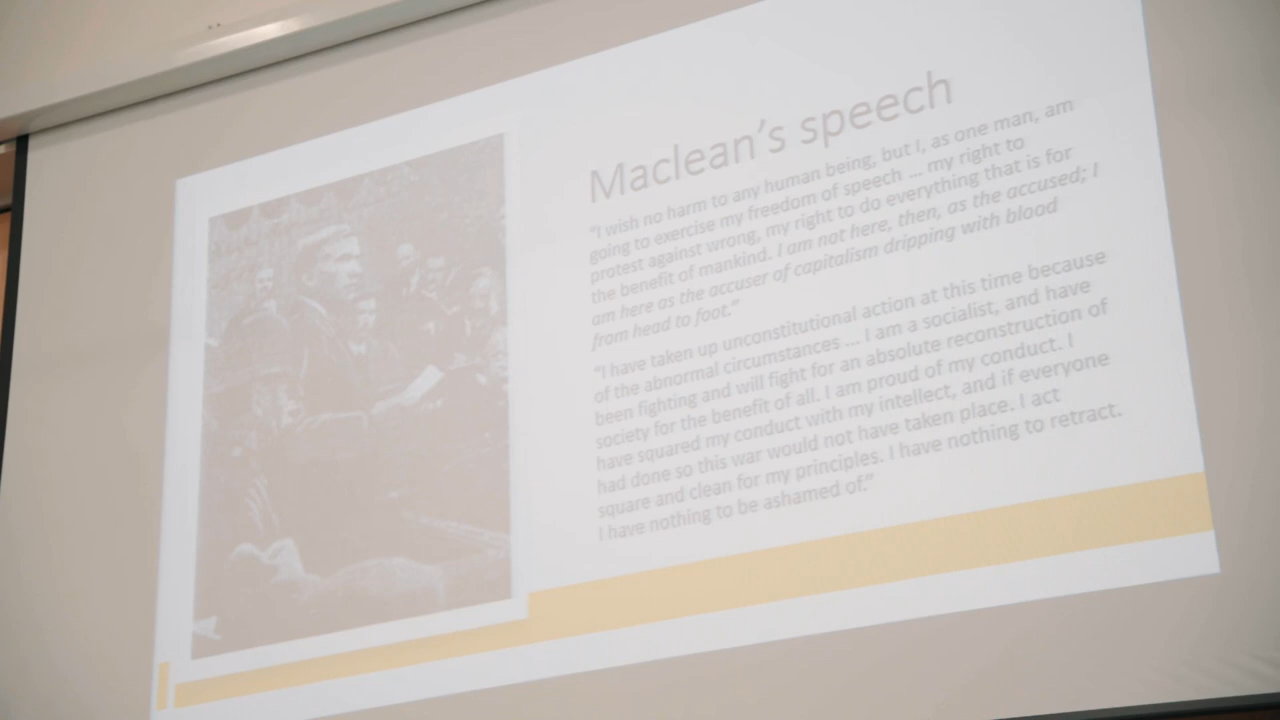 Maclean's speech
"I wish no harm to any human being, but I, as one man, am
going to exercise my freedom of speech ... my right to
protest against wrong, my right to do everything that is for
the benefit of mankind. I am not here, then, as the accused; I
am here as the accuser of capitalism dripping with blood
from head to foot."
"I have taken up unconstitutional action at this time because
of the abnormal circumstances ... I am a socialist, and have
been fighting and will fight for an absolute reconstruction of
society for the benefit of all. I am proud of my conduct. I
have squared my conduct with my intellect, and if everyone
had done so this war would not have taken place. I act
square and clean for my principles. I have nothing to retract.
I have nothing to be ashamed of."